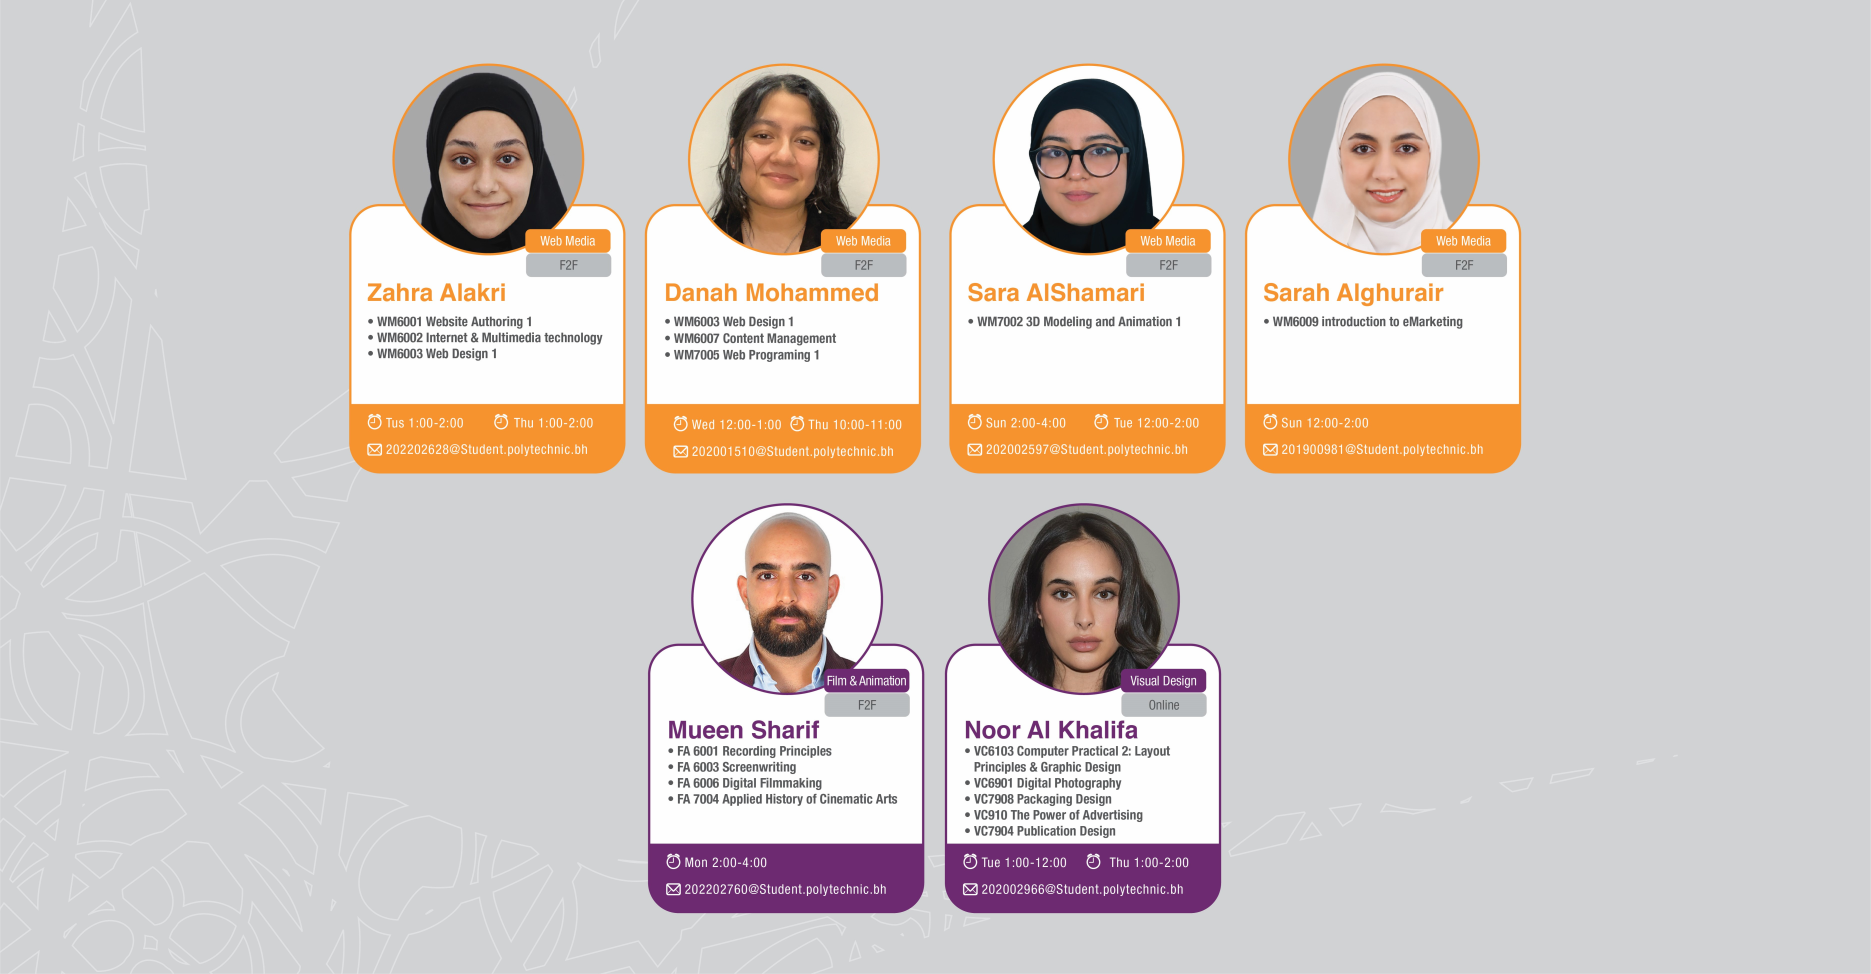 Web Media
F2F
Zahra Alakri
• WM6001 Website Authoring 1
• WM6002 Internet & Multimedia technology
• WM6003 Web Design 1
Tus 1:00-2:00
Thu 1:00-2:00
202202628@Student.polytechnic.bh
Web Media
F2F
Danah Mohammed
• WM6003 Web Design 1
• WM6007 Content Management
• WM7005 Web Programing 1
Wed 12:00-1:00
Thu 10:00-11:00
202001510@Student.polytechnic.bh
Web Media
F2F
Sara AlShamari
• WM7002 3D Modeling and Animation 1
Sun 2:00-4:00
Tue 12:00-2:00
202002597@Student.polytechnic.bh
Web Media
F2F
Sarah Alghurair
• WM6009 introduction to eMarketing
Sun 12:00-2:00
201900981@Student.polytechnic.bh
Film & Animation
F2F
Mueen Sharif
• FA 6001 Recording Principles
• FA 6003 Screenwriting
• FA 6006 Digital Filmmaking
• FA 7004 Applied History of Cinematic Arts
Mon 2:00-4:00
202202760@Student.polytechnic.bh
Visual Design
Online
Noor Al Khalifa
• VC6103 Computer Practical 2: Layout
Principles & Graphic Design
• VC6901 Digital Photography
• VC7908 Packaging Design
• VC910 The Power of Advertising
• VC7904 Publication Design
Tue 1:00-12:00
Thu 1:00-2:00
202002966@Student.polytechnic.bh